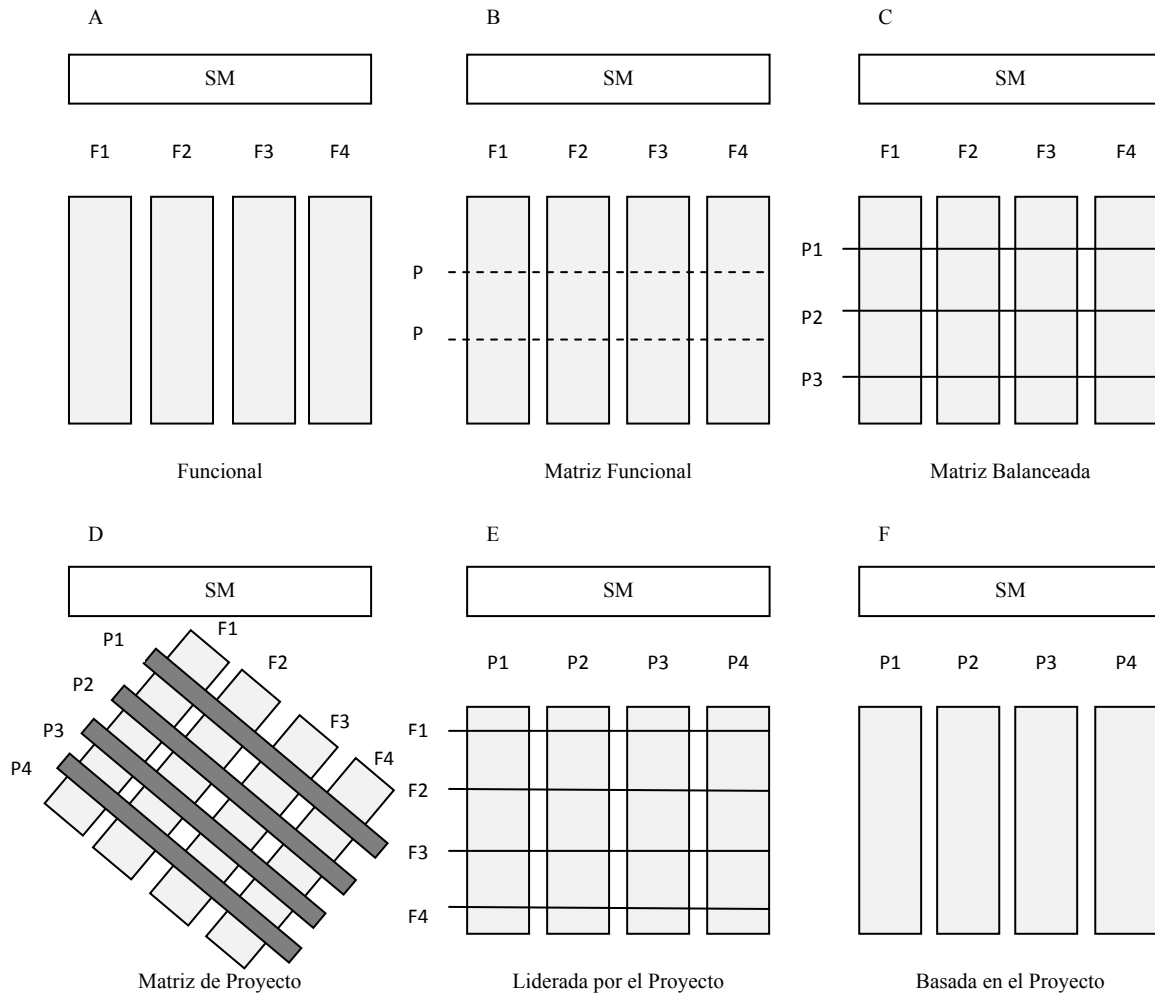 A
SM
F1 F2 F3 F4
Funcional
B
SM
F1 F2 F3 F4
P
P
Matriz Funcional
C
SM
F1 F2 F3 F4
P1
P2
P3
Matriz Balanceada
D
SM
F1
F2
F3
F4
P1
P2
P3
P4
Matriz de Proyecto
E
SM
P1 P2 P3 P4
F1
F2
F3
F4
Liderada por el Proyecto
F
SM
P1 P2 P3 P4
Basada en el Proyecto